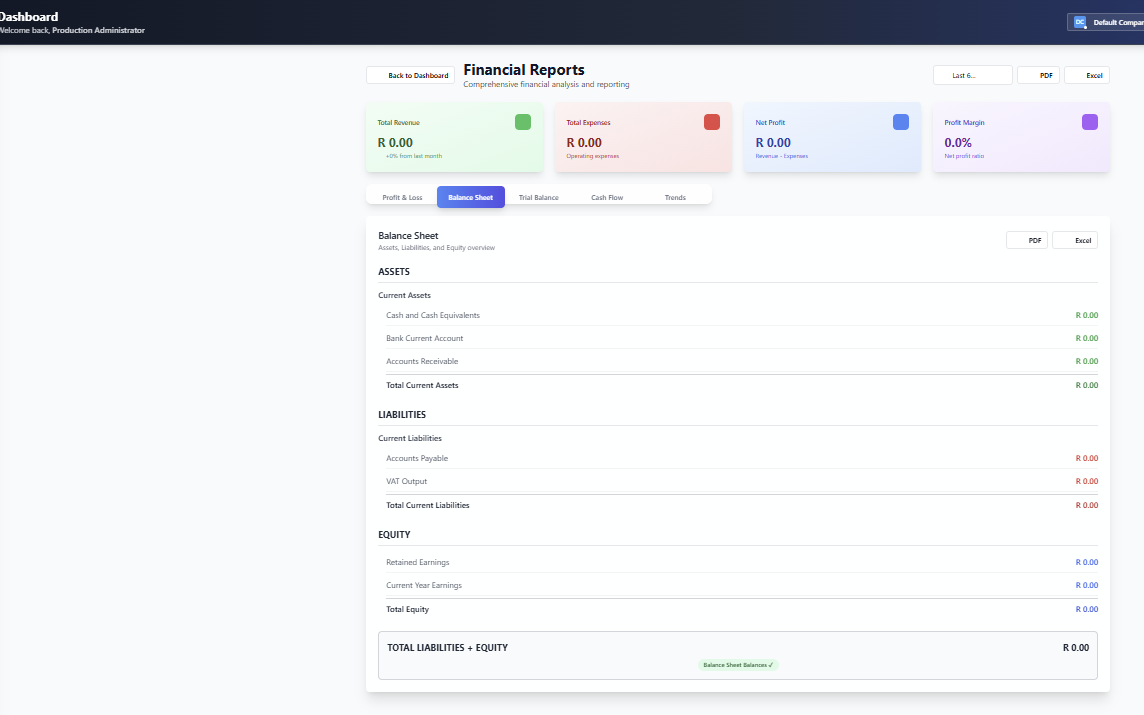 Dashboard
Welcome back, Production Administrator
DC Default Compan
Back to Dashboard
Financial Reports
Comprehensive financial analysis and reporting
Last 6...
PDF
Excel
Total Revenue
R 0.00
+0% from last month
Total Expenses
R 0.00
Operating expenses
Net Profit
R 0.00
Revenue - Expenses
Profit Margin
0.0%
Net profit ratio
Profit & Loss
Balance Sheet
Trial Balance
Cash Flow
Trends
Balance Sheet
Assets, Liabilities, and Equity overview
PDF
Excel
ASSETS
Current Assets
Cash and Cash Equivalents R 0.00
Bank Current Account R 0.00
Accounts Receivable R 0.00
Total Current Assets R 0.00
LIABILITIES
Current Liabilities
Accounts Payable R 0.00
VAT Output R 0.00
Total Current Liabilities R 0.00
EQUITY
Retained Earnings R 0.00
Current Year Earnings R 0.00
Total Equity R 0.00
TOTAL LIABILITIES + EQUITY R 0.00
Balance Sheet Balances ✓